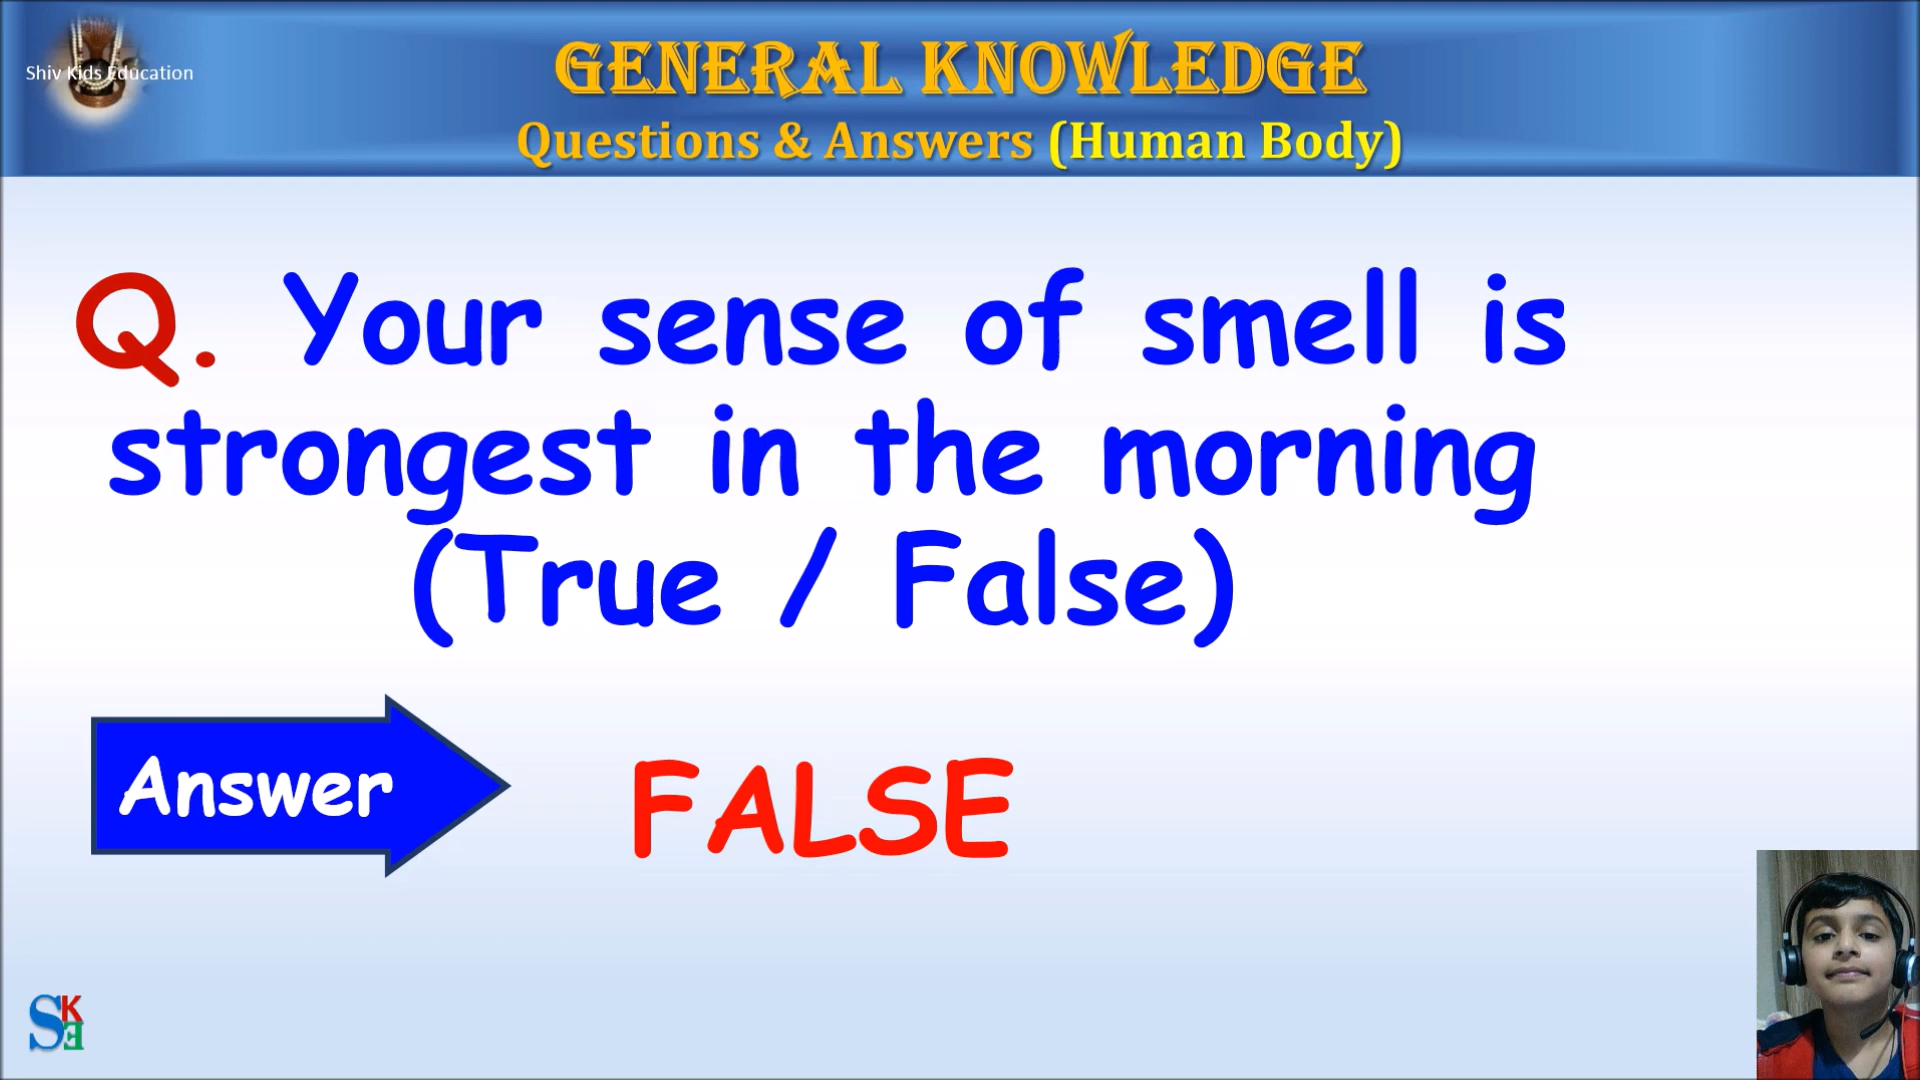 Shiv Kids Education
GENERAL KNOWLEDGE
Questions & Answers (Human Body)
Q. Your sense of smell is
strongest in the morning
(True / False)
Answer
FALSE
SKE